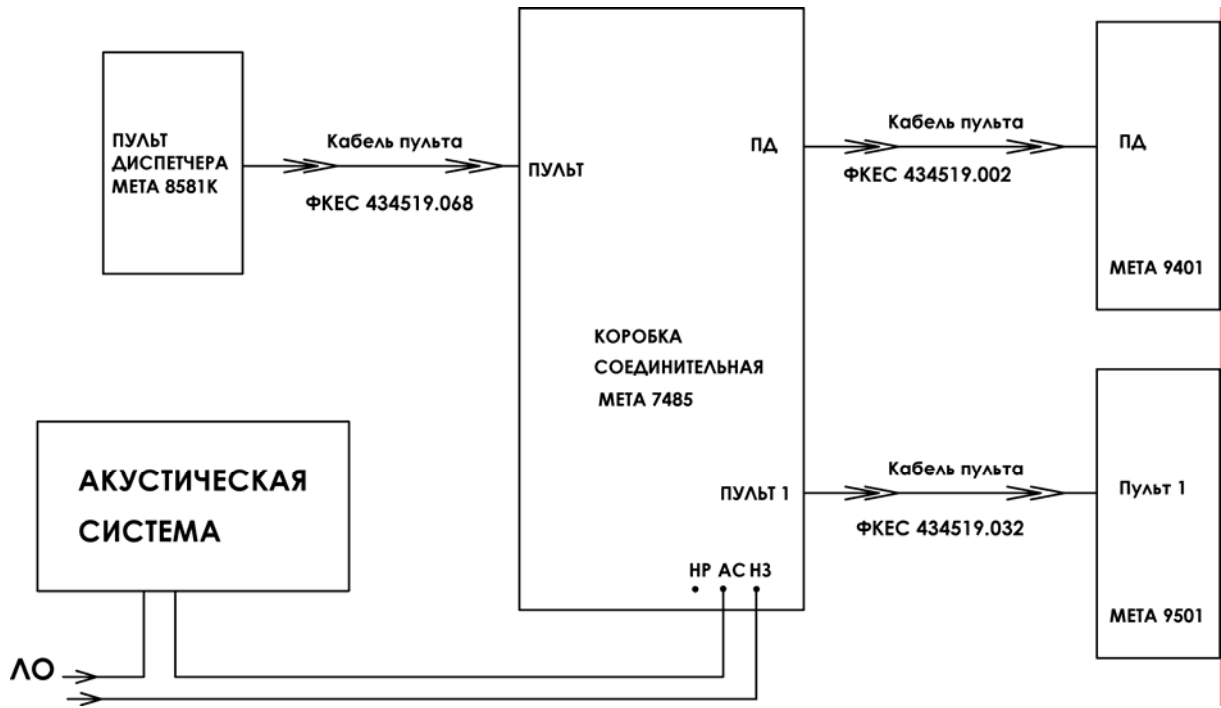 ПУЛЬТ
ДИСПЕТЧЕРА
МЕТА 8581К
Кабель пульта
ФКЕС 434519.068
ПУЛЬТ
ПД
КОРОБКА
СОЕДИНИТЕЛЬНАЯ
МЕТА 7485
ПУЛЬТ 1
НР АС НЗ
Кабель пульта
ФКЕС 434519.002
ПД
МЕТА 9401
Кабель пульта
ФКЕС 434519.032
Пульт 1
МЕТА 9501
АКУСТИЧЕСКАЯ
СИСТЕМА
ЛО